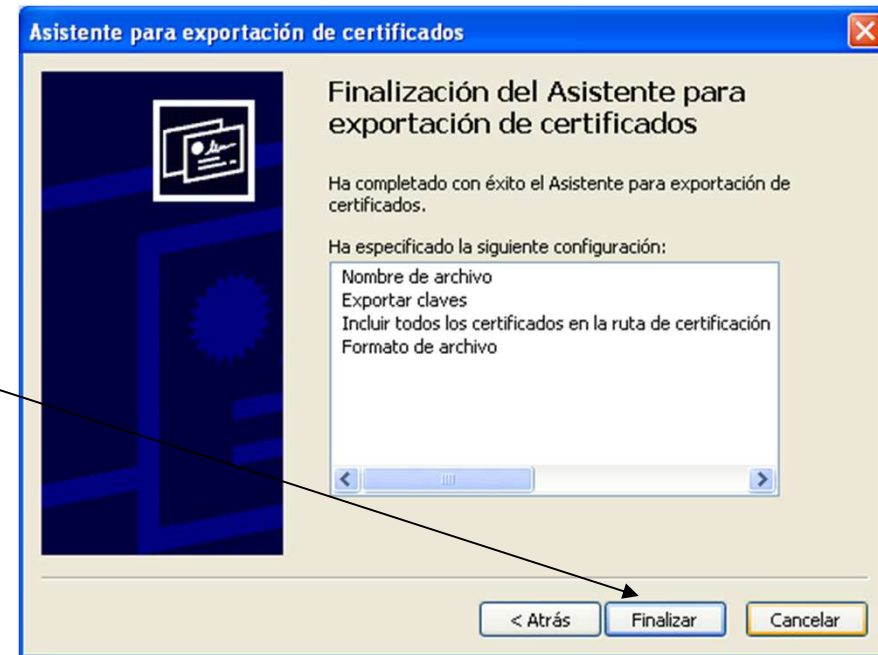 Asistente para exportación de certificados
Finalización del Asistente para
exportación de certificados
Ha completado con éxito el Asistente para exportación de
certificados.
Ha especificado la siguiente configuración:
Nombre de archivo
Exportar claves
Incluir todos los certificados en la ruta de certificación
Formato de archivo
< Atrás
Finalizar
Cancelar